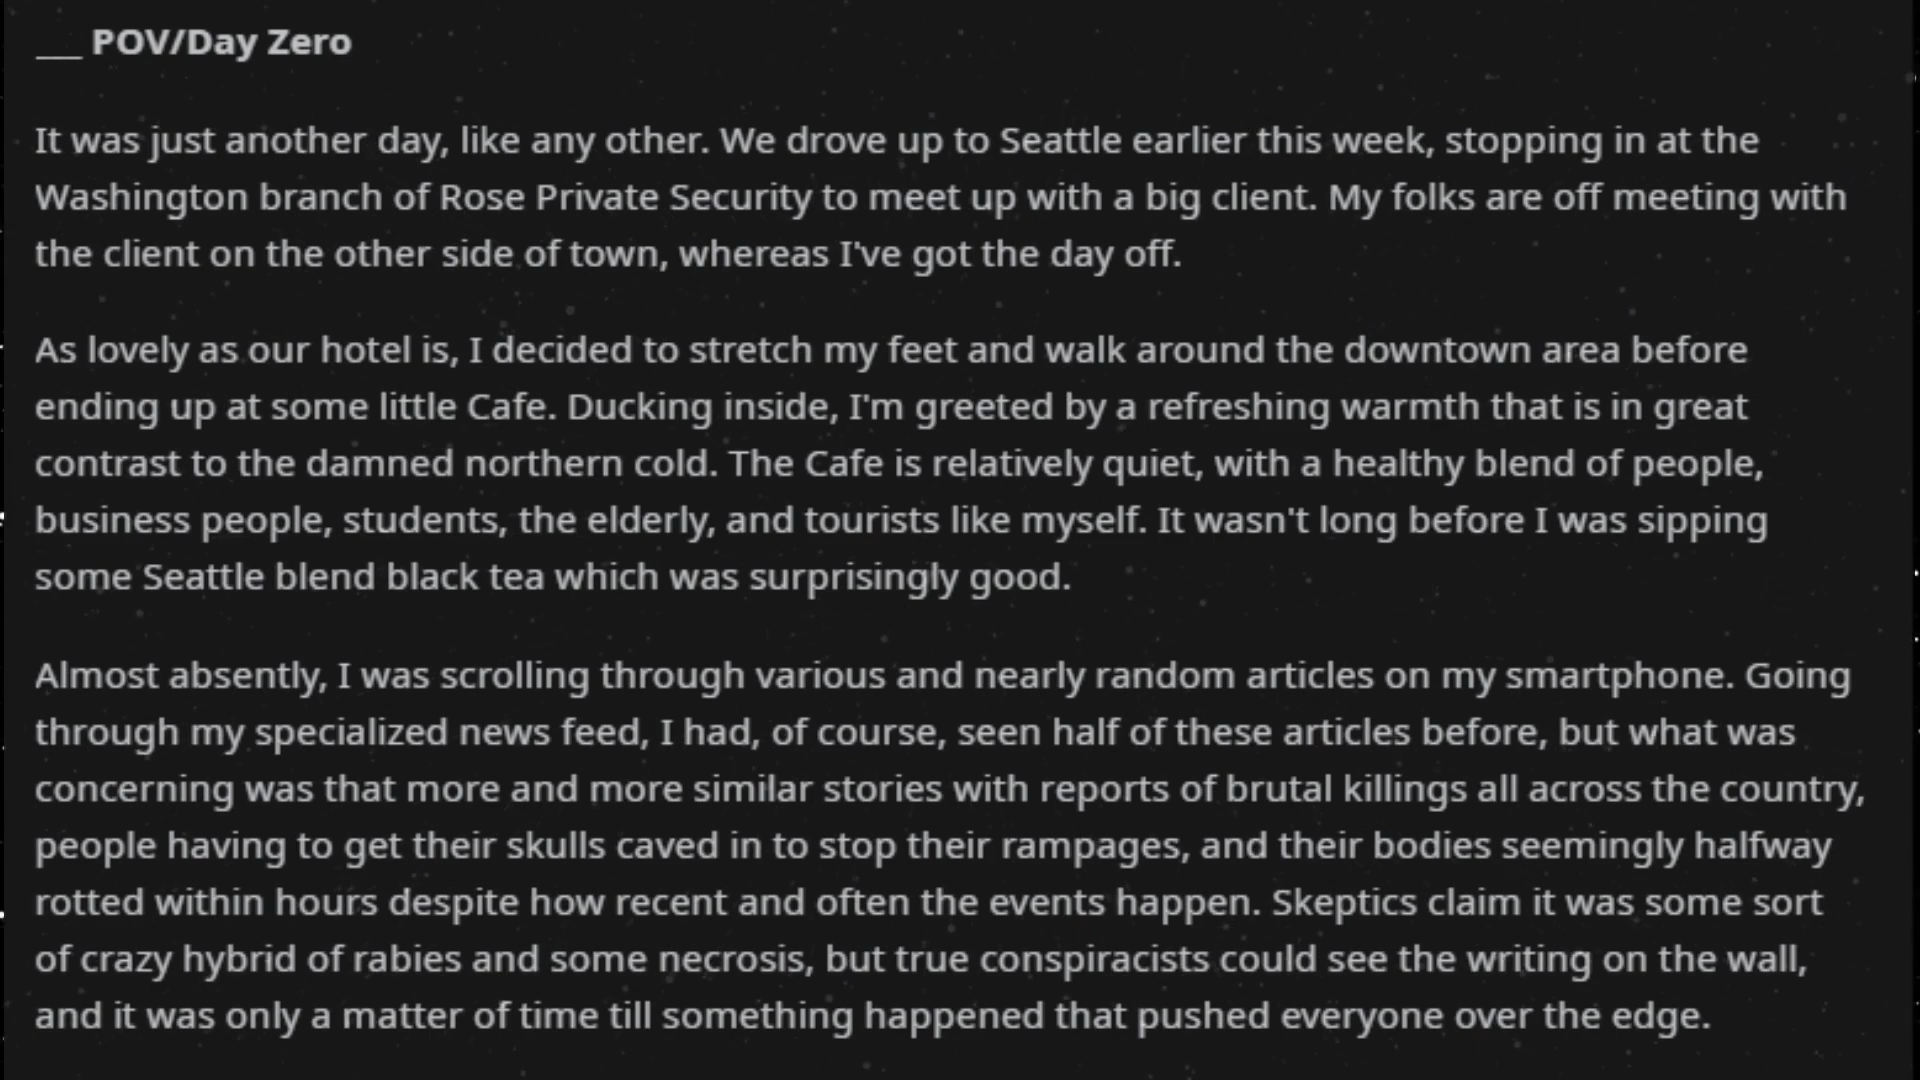 ___ POV/Day Zero
It was just another day, like any other. We drove up to Seattle earlier this week, stopping in at the
Washington branch of Rose Private Security to meet up with a big client. My folks are off meeting with
the client on the other side of town, whereas I've got the day off.
As lovely as our hotel is, I decided to stretch my feet and walk around the downtown area before
ending up at some little Cafe. Ducking inside, I'm greeted by a refreshing warmth that is in great
contrast to the damned northern cold. The Cafe is relatively quiet, with a healthy blend of people,
business people, students, the elderly, and tourists like myself. It wasn't long before I was sipping
some Seattle blend black tea which was surprisingly good.
Almost absently, I was scrolling through various and nearly random articles on my smartphone. Going
through my specialized news feed, I had, of course, seen half of these articles before, but what was
concerning was that more and more similar stories with reports of brutal killings all across the country,
people having to get their skulls caved in to stop their rampages, and their bodies seemingly halfway
rotted within hours despite how recent and often the events happen. Skeptics claim it was some sort
of crazy hybrid of rabies and some necrosis, but true conspiracists could see the writing on the wall,
and it was only a matter of time till something happened that pushed everyone over the edge.